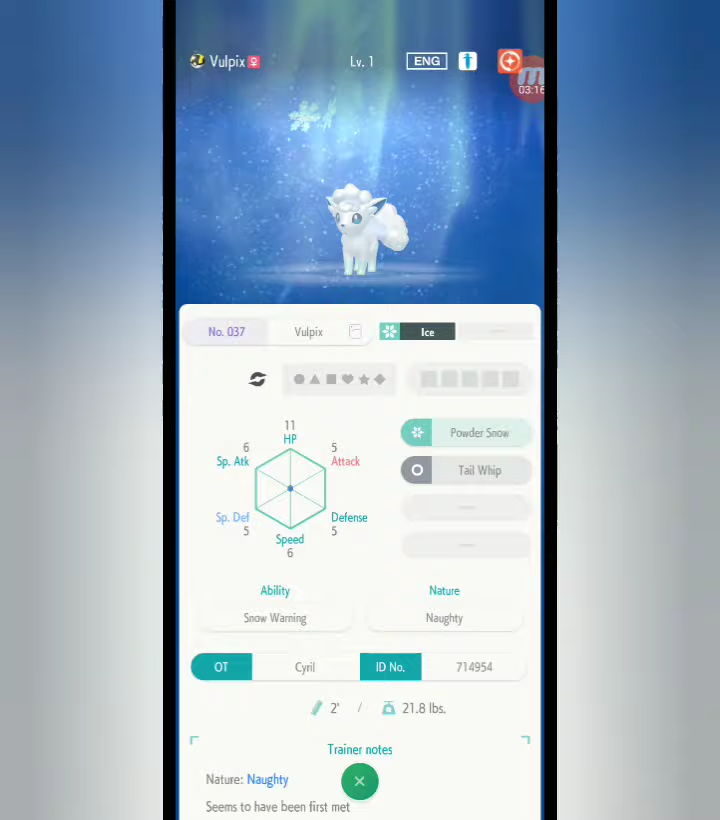 Vulpix♀ Lv. 1 ENG
03:16
No. 037 Vulpix Ice
11
HP
6 5
Sp. Atk Attack
Powder Snow
Tail Whip
Sp. Def Defense
5 5
Speed
6
Ability Nature
Snow Warning Naughty
OT Cyril ID No. 714954
2' / 21.8 lbs.
Trainer notes
Nature: Naughty
Seems to have been first met